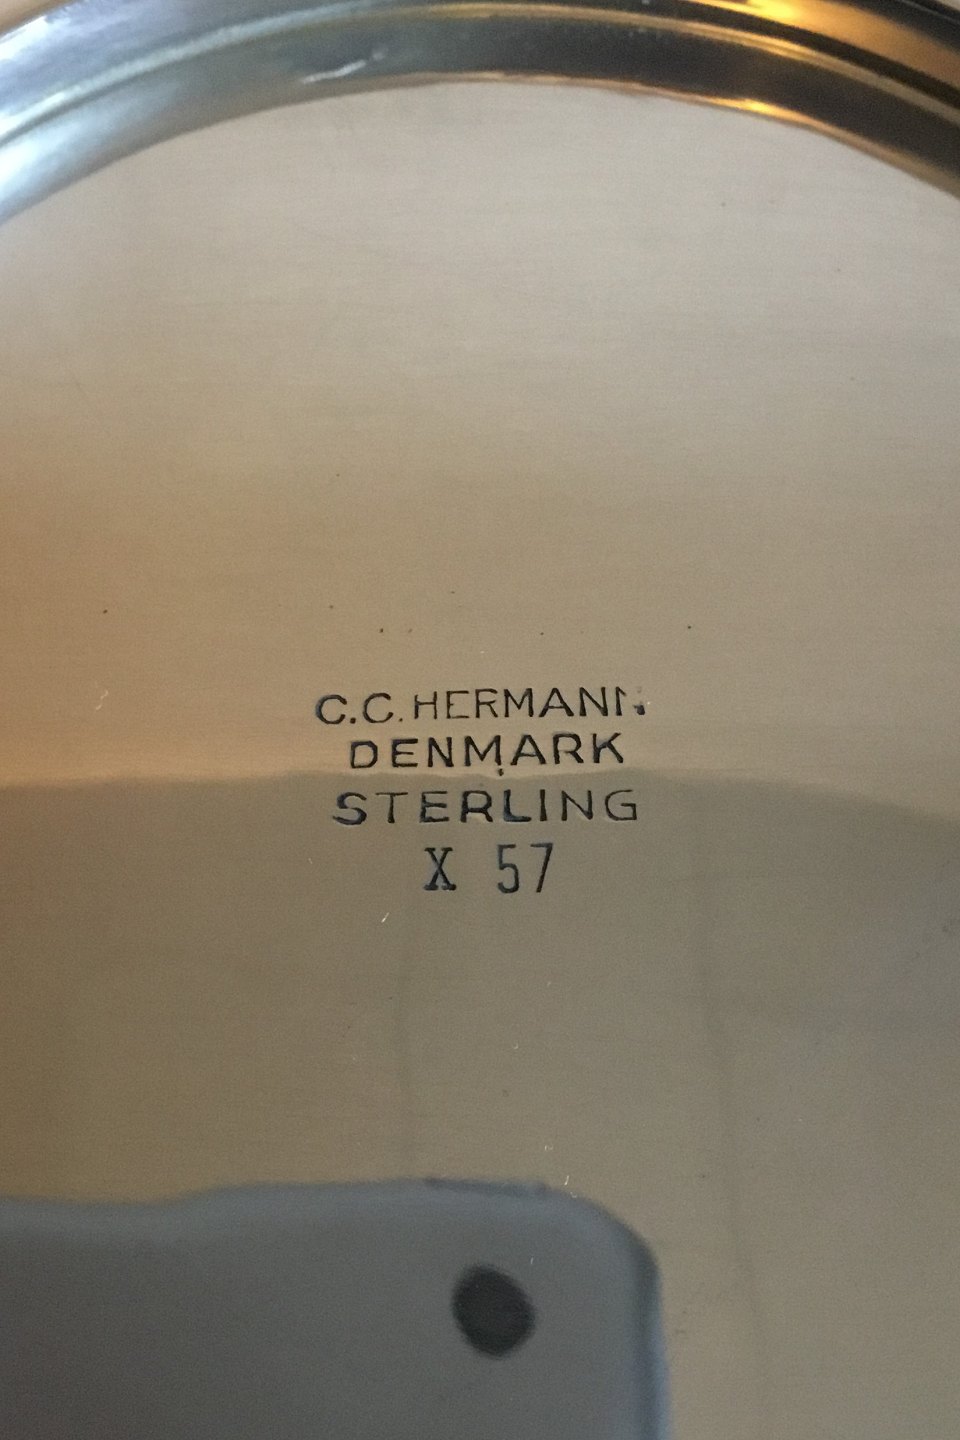 C.C.HERMANN
DENMARK
STERLING
X 57